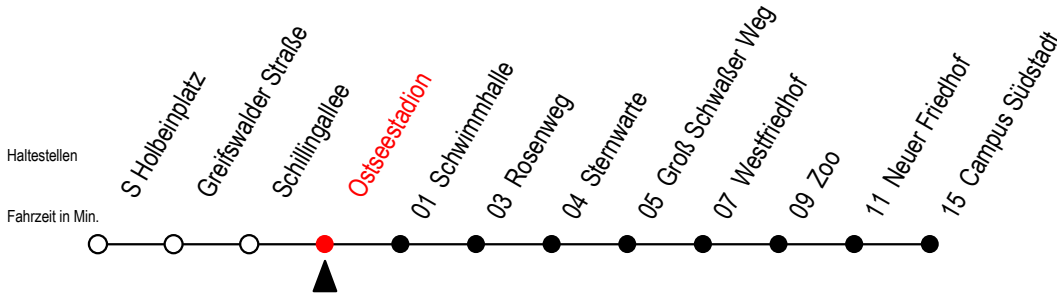 Haltestellen
Fahrzeit in Min.
S Holbeinplatz
Greifswalder Straße
Schillingallee
Ostseestadion
01 Schwimmhalle
03 Rosenweg
04 Sternwarte
05 Groß Schwaßer Weg
07 Westfriedhof
09 Zoo
11 Neuer Friedhof
15 Campus Südstadt